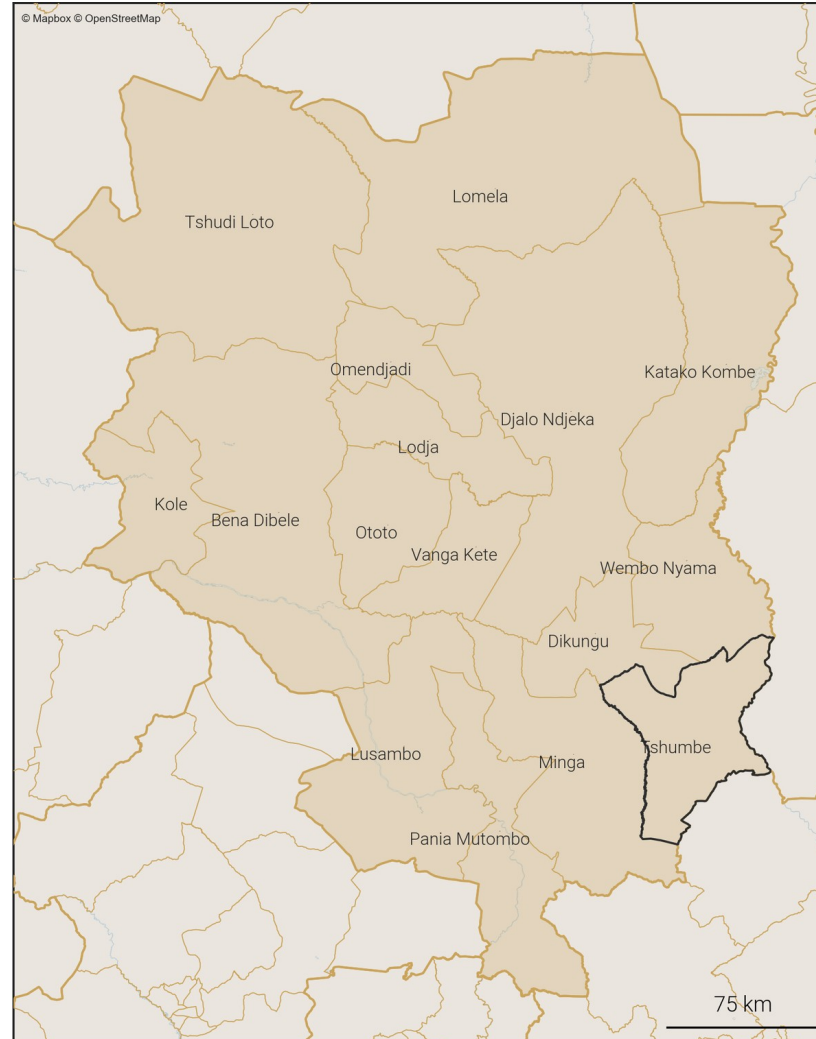 © Mapbox © OpenStreetMap
Lomela
Tshudi Loto
Omendjadi
Katako Kombe
Djalo Ndjeka
Lodja
Kole
Bena Dibele
Ototo
Vanga Kete
Wembo Nyama
Dikungu
Tshumbe
Lusambo
Minga
Pania Mutombo
75 km